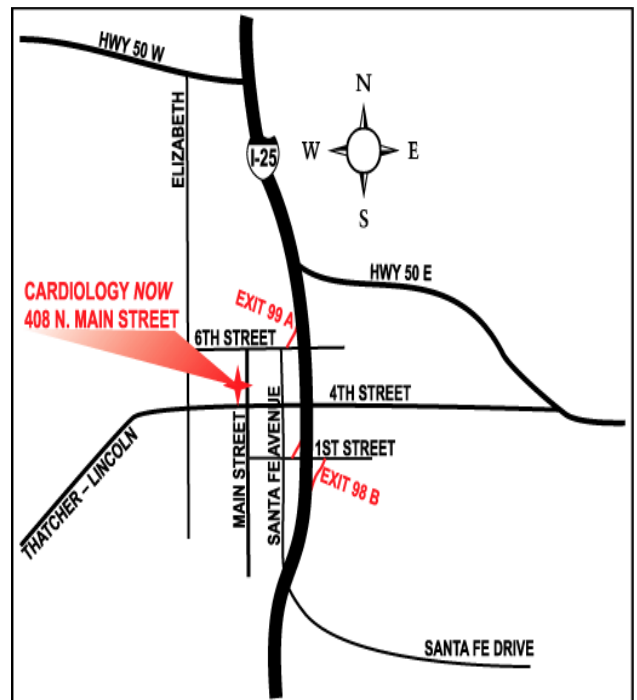 HWY 50 W
ELIZABETH
I-25
N
W
E
S
HWY 50 E
CARDIOLOGY NOW
408 N. MAIN STREET
EXIT 99 A
6TH STREET
4TH STREET
THATCHER – LINCOLN
MAIN STREET
SANTA FE AVENUE
1ST STREET
EXIT 98 B
SANTA FE DRIVE